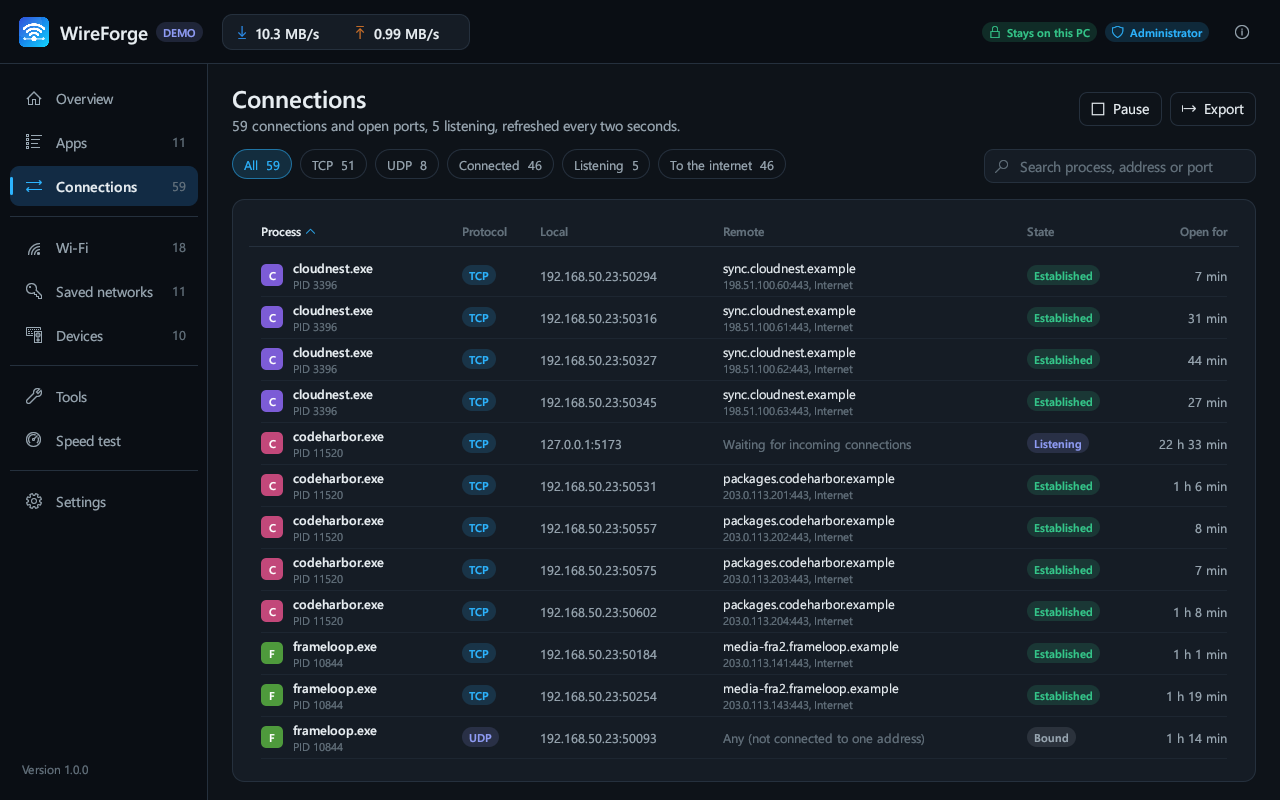 WireForge DEMO 10.3 MB/s 0.99 MB/s Stays on this PC Administrator
Overview
Apps 11
Connections 59
Wi-Fi 18
Saved networks 11
Devices 10
Tools
Speed test
Settings
Version 1.0.0
Connections
59 connections and open ports, 5 listening, refreshed every two seconds.
Pause Export
All 59 TCP 51 UDP 8 Connected 46 Listening 5 To the internet 46
Search process, address or port
Process Protocol Local Remote State Open for
C cloudnest.exe TCP 192.168.50.23:50294 sync.cloudnest.example Established 7 min
PID 3396 198.51.100.60:443, Internet
C cloudnest.exe TCP 192.168.50.23:50316 sync.cloudnest.example Established 31 min
PID 3396 198.51.100.61:443, Internet
C cloudnest.exe TCP 192.168.50.23:50327 sync.cloudnest.example Established 44 min
PID 3396 198.51.100.62:443, Internet
C cloudnest.exe TCP 192.168.50.23:50345 sync.cloudnest.example Established 27 min
PID 3396 198.51.100.63:443, Internet
C codeharbor.exe TCP 127.0.0.1:5173 Waiting for incoming connections Listening 22 h 33 min
PID 11520
C codeharbor.exe TCP 192.168.50.23:50531 packages.codeharbor.example Established 1 h 6 min
PID 11520 203.0.113.201:443, Internet
C codeharbor.exe TCP 192.168.50.23:50557 packages.codeharbor.example Established 8 min
PID 11520 203.0.113.202:443, Internet
C codeharbor.exe TCP 192.168.50.23:50575 packages.codeharbor.example Established 7 min
PID 11520 203.0.113.203:443, Internet
C codeharbor.exe TCP 192.168.50.23:50602 packages.codeharbor.example Established 1 h 8 min
PID 11520 203.0.113.204:443, Internet
F frameloop.exe TCP 192.168.50.23:50184 media-fra2.frameloop.example Established 1 h 1 min
PID 10844 203.0.113.141:443, Internet
F frameloop.exe TCP 192.168.50.23:50254 media-fra2.frameloop.example Established 1 h 19 min
PID 10844 203.0.113.143:443, Internet
F frameloop.exe UDP 192.168.50.23:50093 Any (not connected to one address) Bound 1 h 14 min
PID 10844